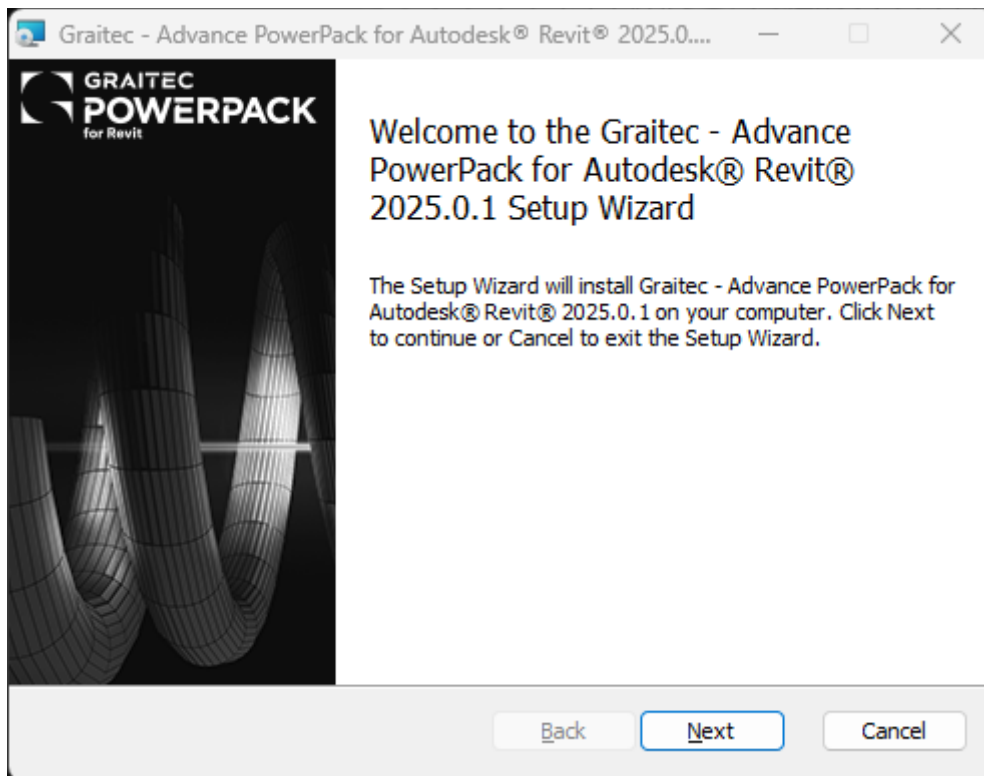 Graitec - Advance PowerPack for Autodesk® Revit® 2025.0....
GRAITEC
POWERPACK
for Revit
Welcome to the Graitec - Advance
PowerPack for Autodesk® Revit®
2025.0.1 Setup Wizard
The Setup Wizard will install Graitec - Advance PowerPack for
Autodesk® Revit® 2025.0.1 on your computer. Click Next
to continue or Cancel to exit the Setup Wizard.
Back
Next
Cancel